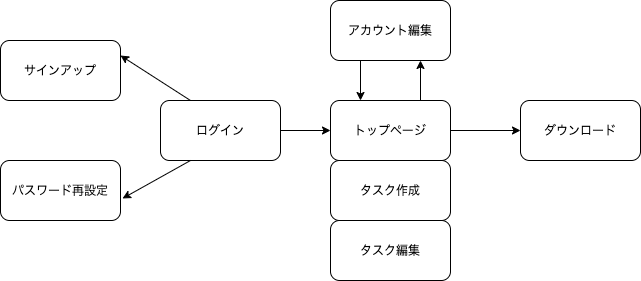 アカウント編集
サインアップ
ログイン
トップページ
ダウンロード
パスワード再設定
タスク作成
タスク編集